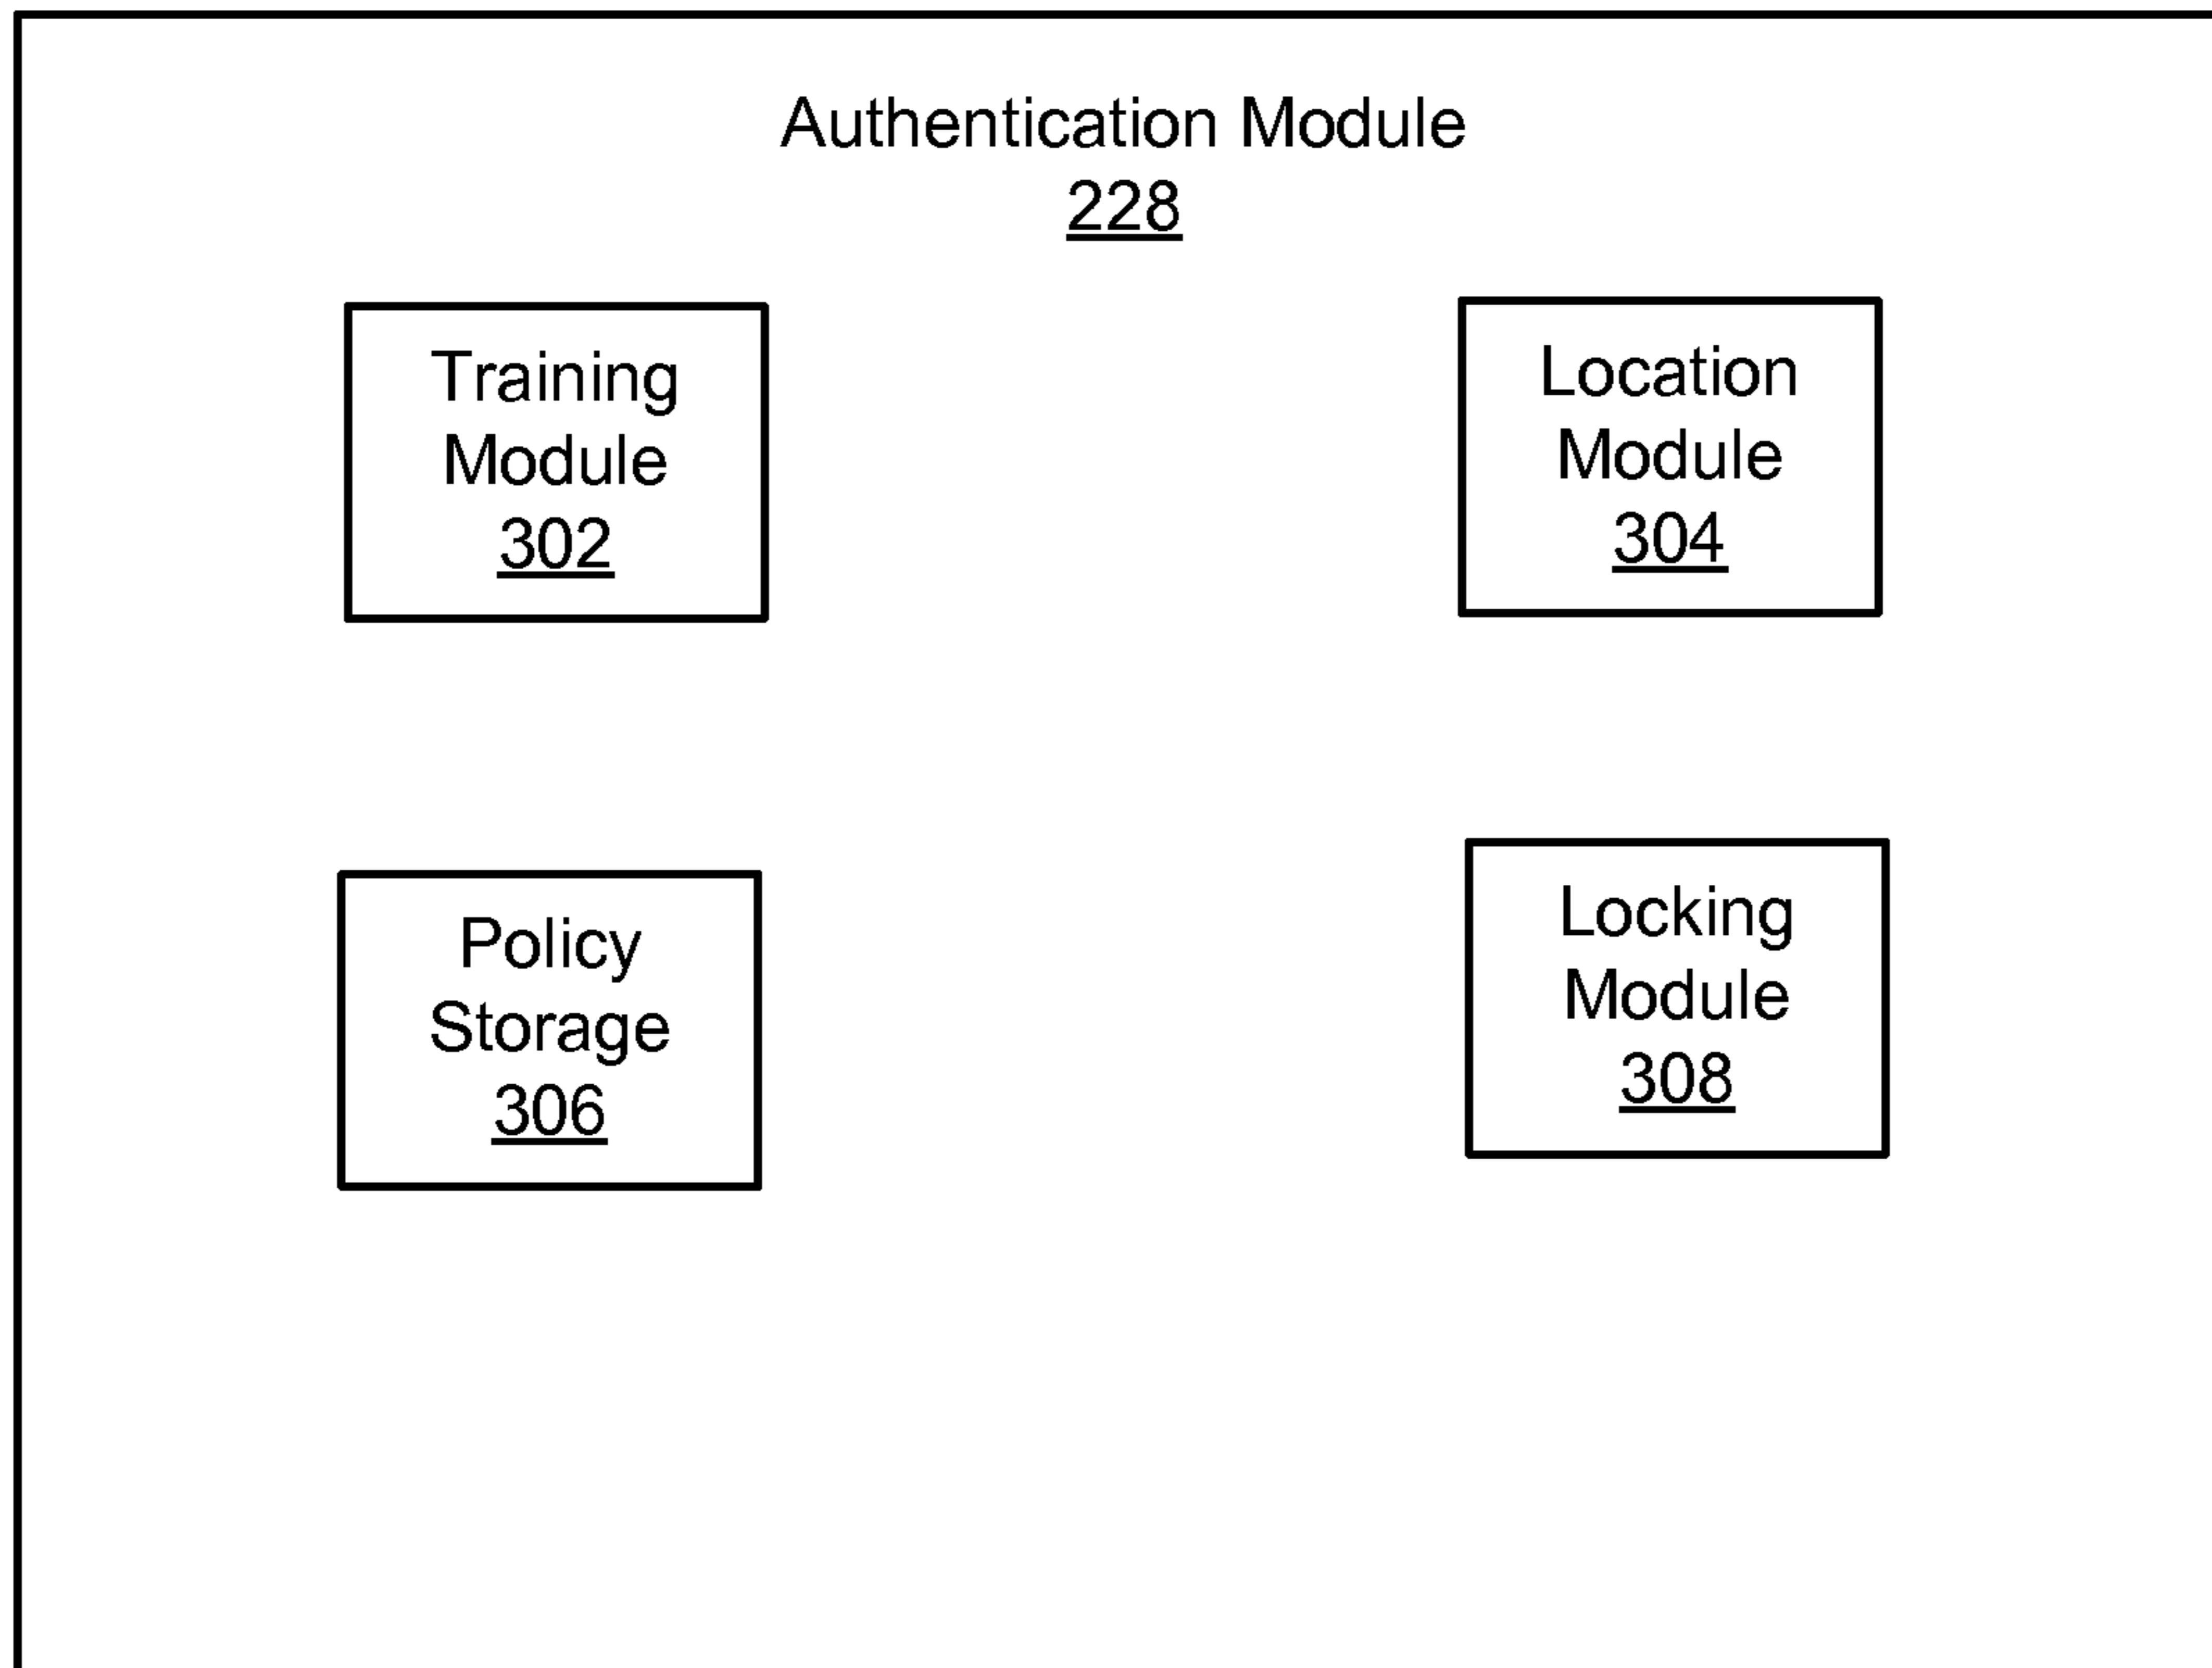 Authentication Module
228
Training
Module
302
Location
Module
304
Policy
Storage
306
Locking
Module
308